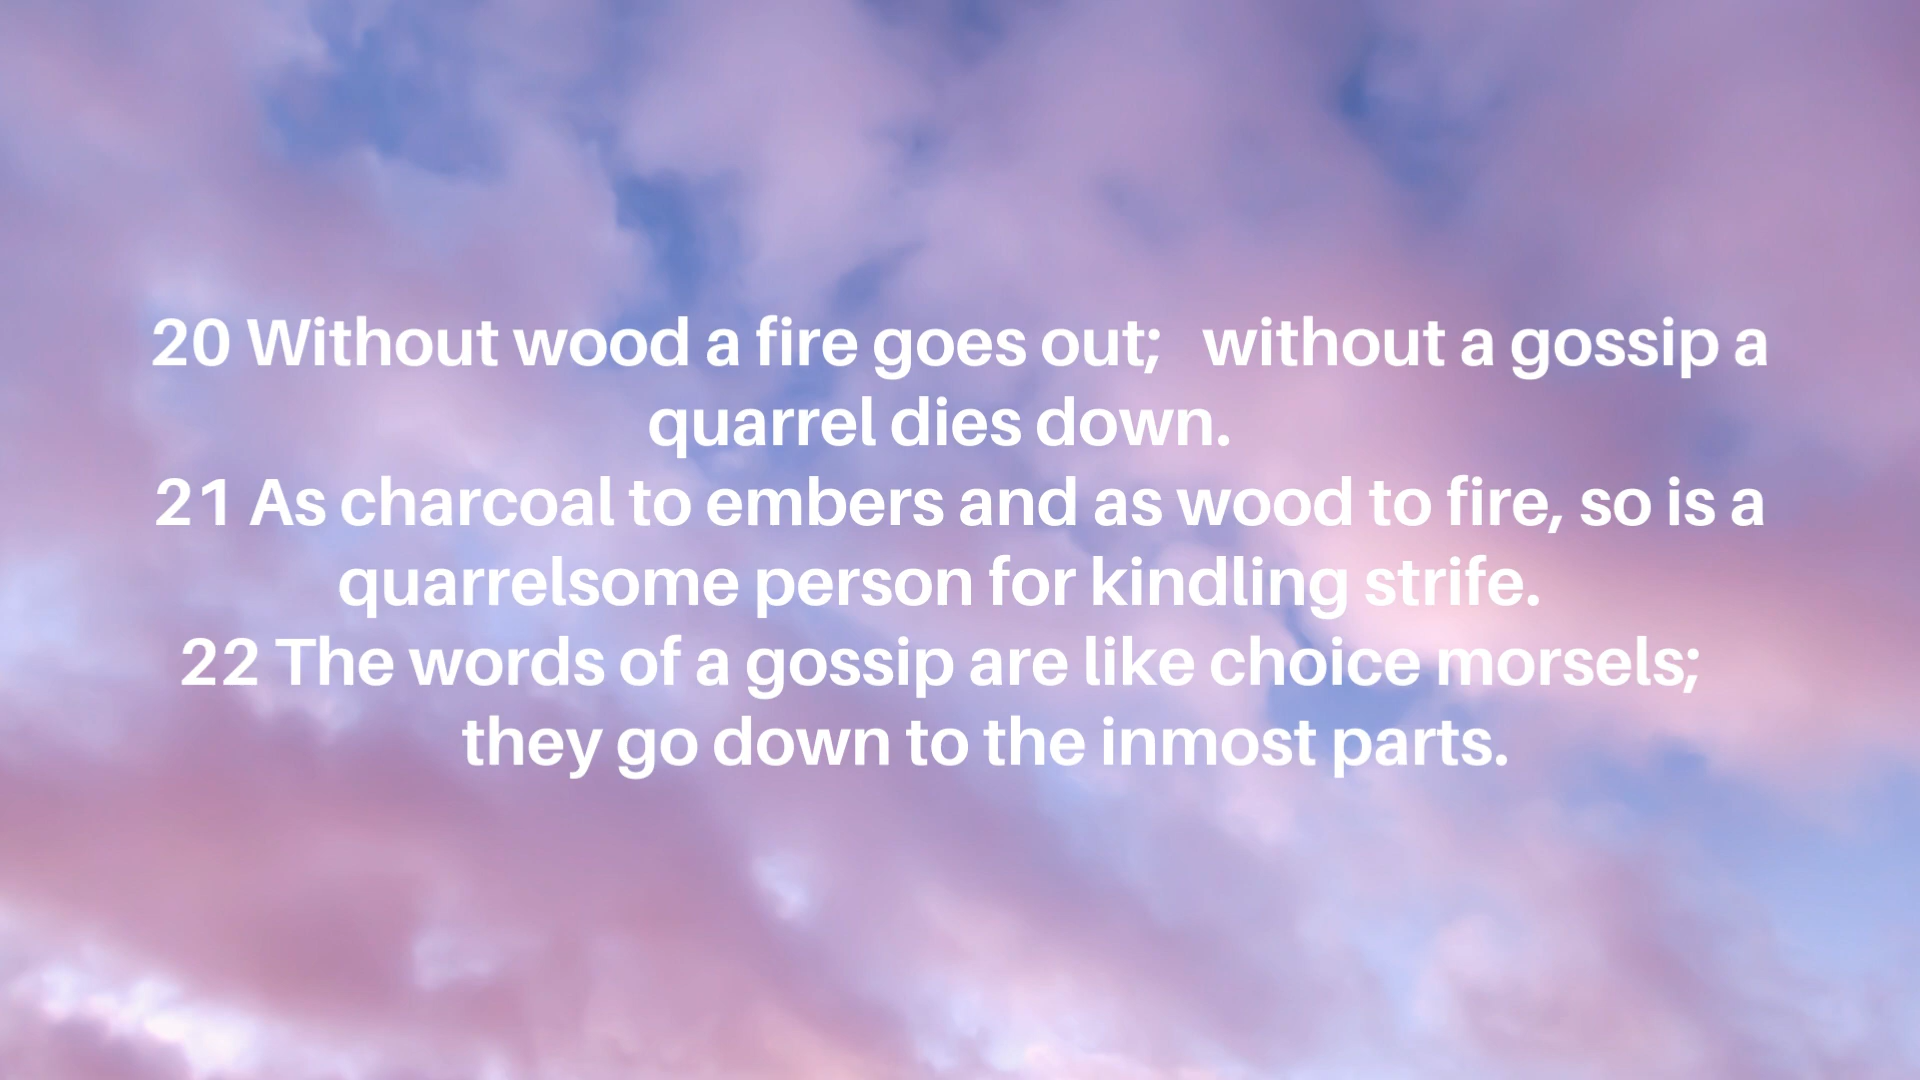 20 Without wood a fire goes out;   without a gossip a
quarrel dies down.
21 As charcoal to embers and as wood to fire, so is a
quarrelsome person for kindling strife.
22 The words of a gossip are like choice morsels;
they go down to the inmost parts.